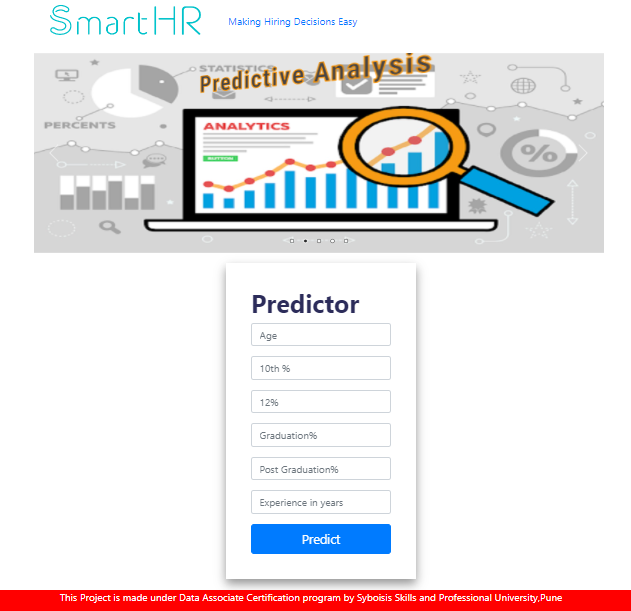 SmartHR
Making Hiring Decisions Easy
Predictive Analysis
STATISTICS
PERCENTS
ANALYTICS
BUTTON
%
Predictor
Age
10th %
12%
Graduation%
Post Graduation%
Experience in years
Predict
This Project is made under Data Associate Certification program by Syboisis Skills and Professional University,Pune